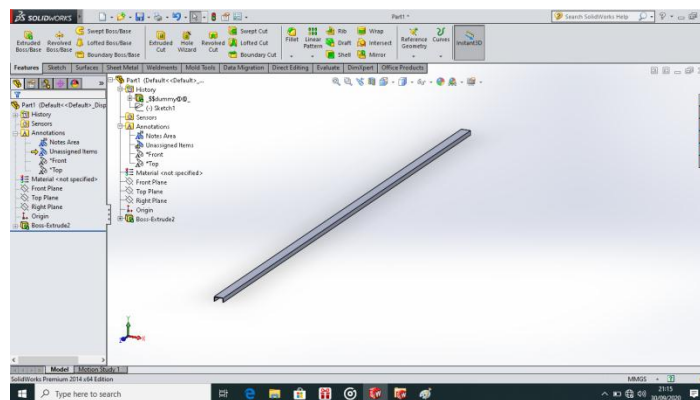 SOLIDWORKS
Part1 *
Search SolidWorks Help
Extruded Boss/Base
Revolved Boss/Base
Swept Boss/Base
Lofted Boss/Base
Boundary Boss/Base
Extruded Cut
Hole Wizard
Revolved Cut
Swept Cut
Lofted Cut
Boundary Cut
Fillet
Linear Pattern
Rib
Draft
Shell
Wrap
Intersect
Mirror
Reference Geometry
Curves
Instant3D
Features Sketch Surfaces Sheet Metal Weldments Mold Tools Data Migration Direct Editing Evaluate DimXpert Office Products
Part1 (Default<<Default>_Disp
History
Sensors
Annotations
Notes Area
Unassigned Items
*Front
*Top
Material <not specified>
Front Plane
Top Plane
Right Plane
Origin
Boss-Extrude2
Part1 (Default<<Default>_...
History
(-) Sketch1
Sensors
Annotations
Notes Area
Unassigned Items
*Front
*Top
Material <not specified>
Front Plane
Top Plane
Right Plane
Origin
Boss-Extrude2
Model Motion Study 1
SolidWorks Premium 2014 x64 Edition
MMGS
Type here to search
21:15
30/09/2020